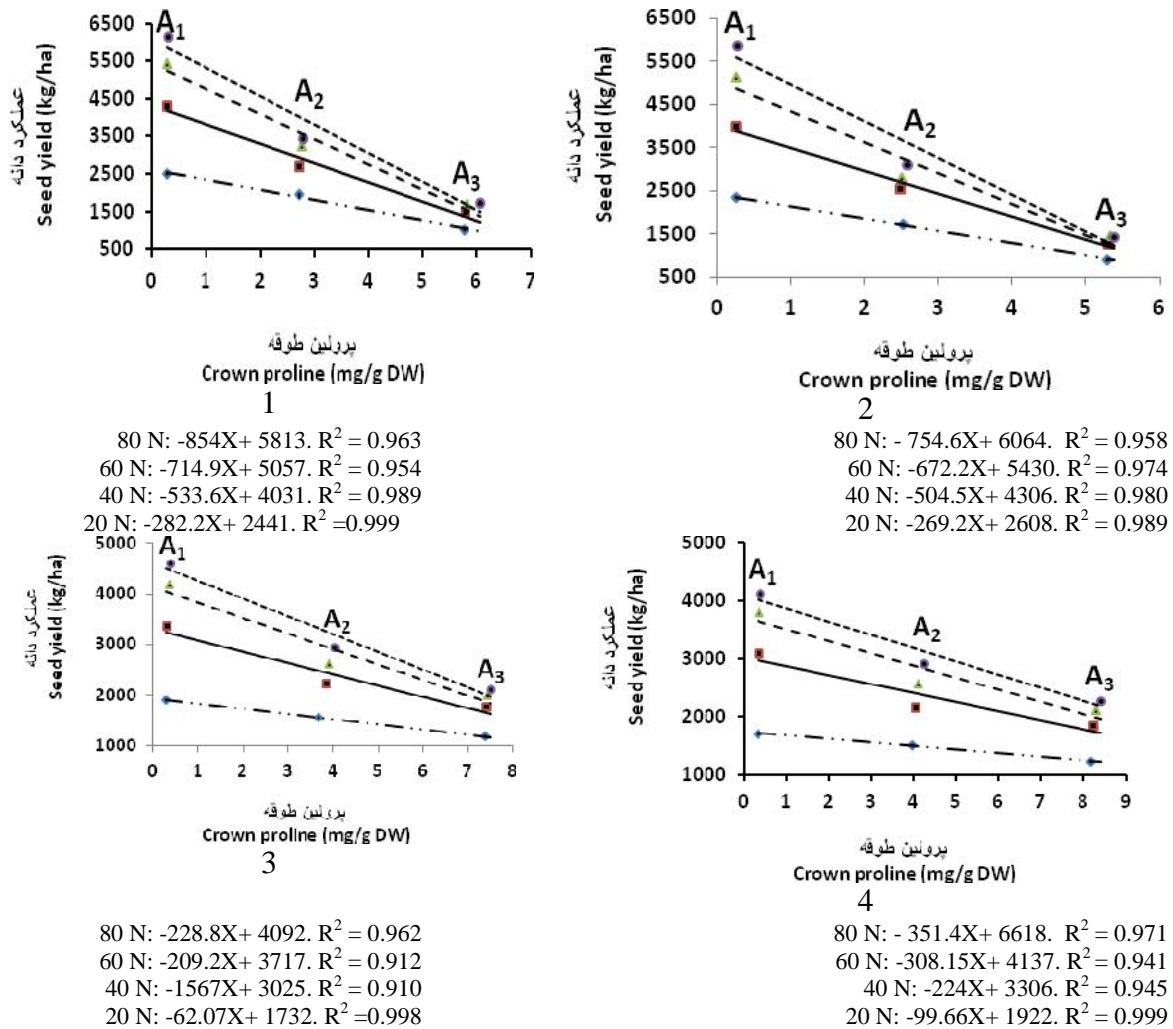 6500
5500
4500
3500
2500
1500
500
0 1 2 3 4 5 6 7
A1
A2
A3
عملکرد دانه
Seed yield (kg/ha)
پرولین طوقه
Crown proline (mg/g DW)
1
6500
5500
4500
3500
2500
1500
500
0 1 2 3 4 5 6
A1
A2
A3
عملکرد دانه
Seed yield (kg/ha)
پرولین طوقه
Crown proline (mg/g DW)
2
80 N: -854X+ 5813. R2 = 0.963
60 N: -714.9X+ 5057. R2 = 0.954
40 N: -533.6X+ 4031. R2 = 0.989
20 N: -282.2X+ 2441. R2 =0.999
80 N: - 754.6X+ 6064. R2 = 0.958
60 N: -672.2X+ 5430. R2 = 0.974
40 N: -504.5X+ 4306. R2 = 0.980
20 N: -269.2X+ 2608. R2 = 0.989
5000
4000
3000
2000
1000
0 1 2 3 4 5 6 7 8
A1
A2
A3
عملکرد دانه
Seed yield (kg/ha)
پرولین طوقه
Crown proline (mg/g DW)
3
5000
4000
3000
2000
1000
0 1 2 3 4 5 6 7 8 9
A1
A2
A3
عملکرد دانه
Seed yield (kg/ha)
پرولین طوقه
Crown proline (mg/g DW)
4
80 N: -228.8X+ 4092. R2 = 0.962
60 N: -209.2X+ 3717. R2 = 0.912
40 N: -1567X+ 3025. R2 = 0.910
20 N: -62.07X+ 1732. R2 =0.998
80 N: - 351.4X+ 6618. R2 = 0.971
60 N: -308.15X+ 4137. R2 = 0.941
40 N: -224X+ 3306. R2 = 0.945
20 N: -99.66X+ 1922. R2 = 0.999